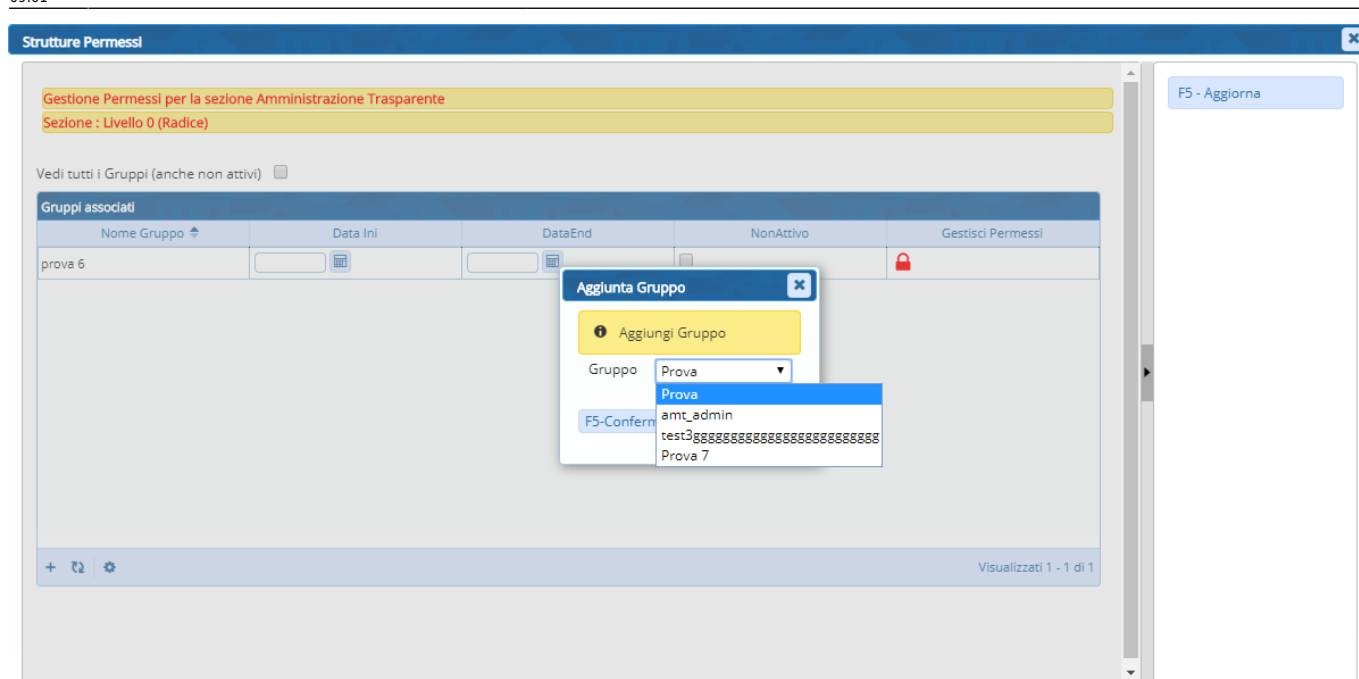 Strutture Permessi
Gestione Permessi per la sezione Amministrazione Trasparente
F5 - Aggiorna
Sezione : Livello 0 (Radice)
Vedi tutti i Gruppi (anche non attivi)
Gruppi associati
Nome Gruppo Data Ini DataEnd NonAttivo Gestisci Permessi
prova 6
Aggiunta Gruppo
Aggiungi Gruppo
Gruppo Prova
Prova
F5-Conferm amt_admin
test3gggggggggggggggggggggggggg
Prova 7
Visualizzati 1 - 1 di 1